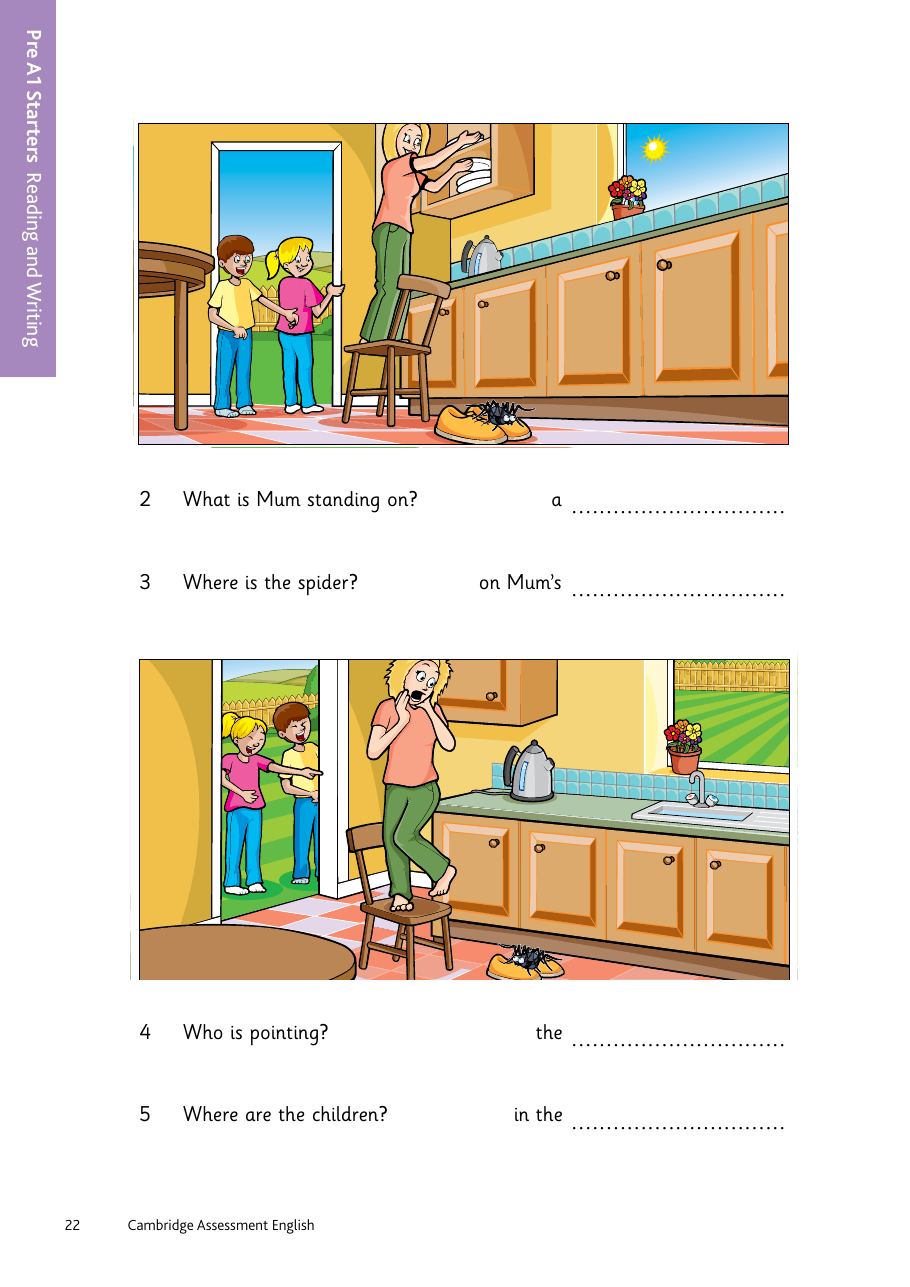 Pre A1 Starters Reading and Writing
2 What is Mum standing on? a ..............................
3 Where is the spider? on Mum's ..............................
4 Who is pointing? the ..............................
5 Where are the children? in the ..............................
22 Cambridge Assessment English